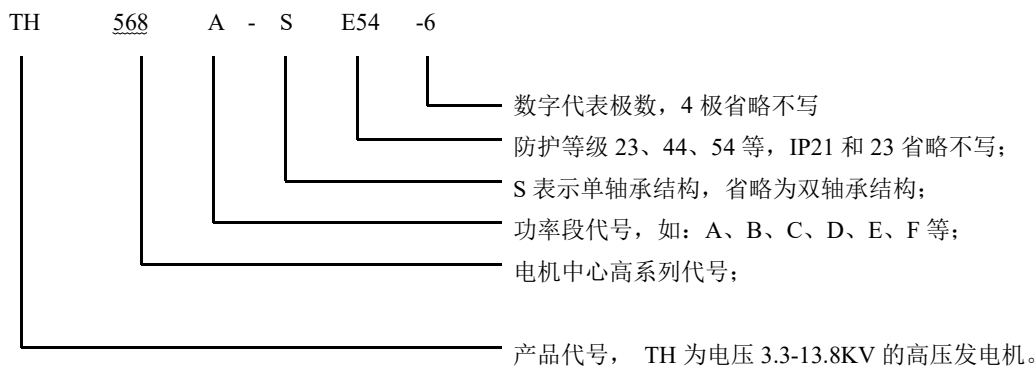 TH 568 A - S E54 -6
数字代表极数，4 极省略不写
防护等级 23、44、54 等，IP21 和 23 省略不写；
S 表示单轴承结构，省略为双轴承结构；
功率段代号，如：A、B、C、D、E、F 等；
电机中心高系列代号；
产品代号， TH 为电压 3.3-13.8KV 的高压发电机。